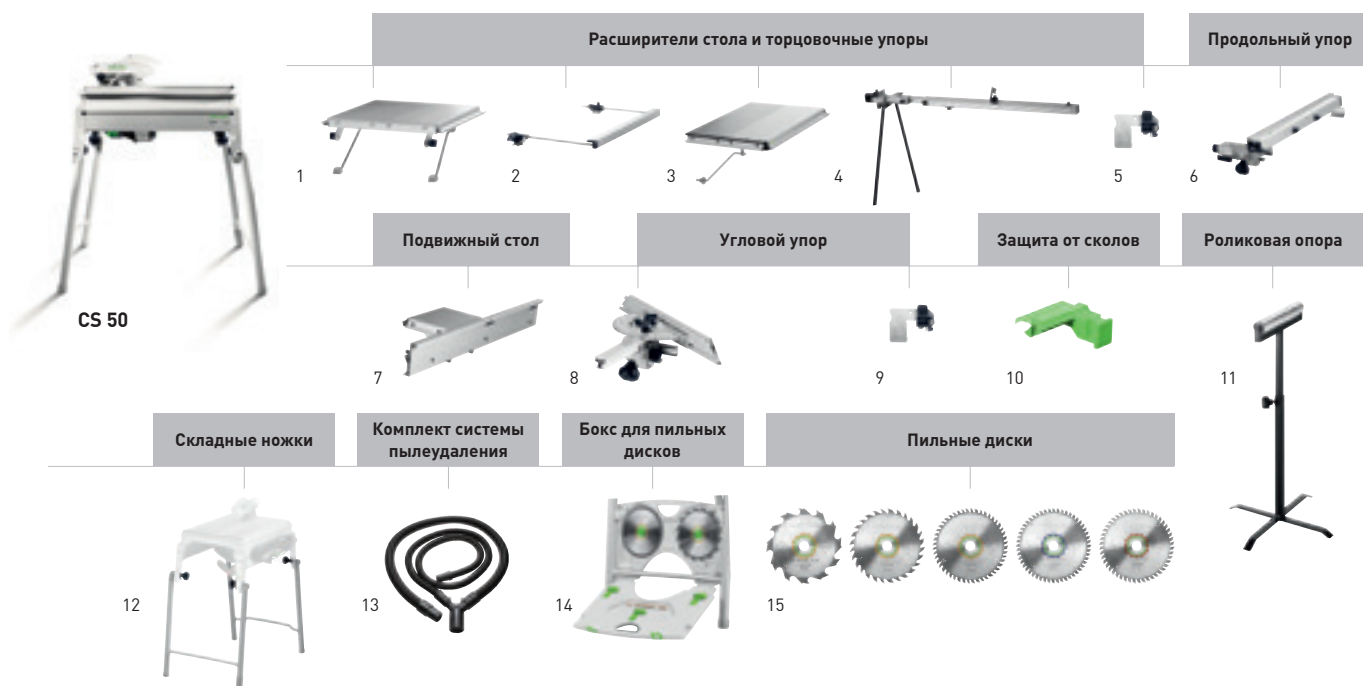 Расширители стола и торцовочные упоры
Продольный упор
1
2
3
4
5
6
Подвижный стол
Угловой упор
Защита от сколов
Роликовая опора
CS 50
7
8
9
10
11
Складные ножки
Комплект системы
пылеудаления
Бокс для пильных
дисков
Пильные диски
12
13
14
15